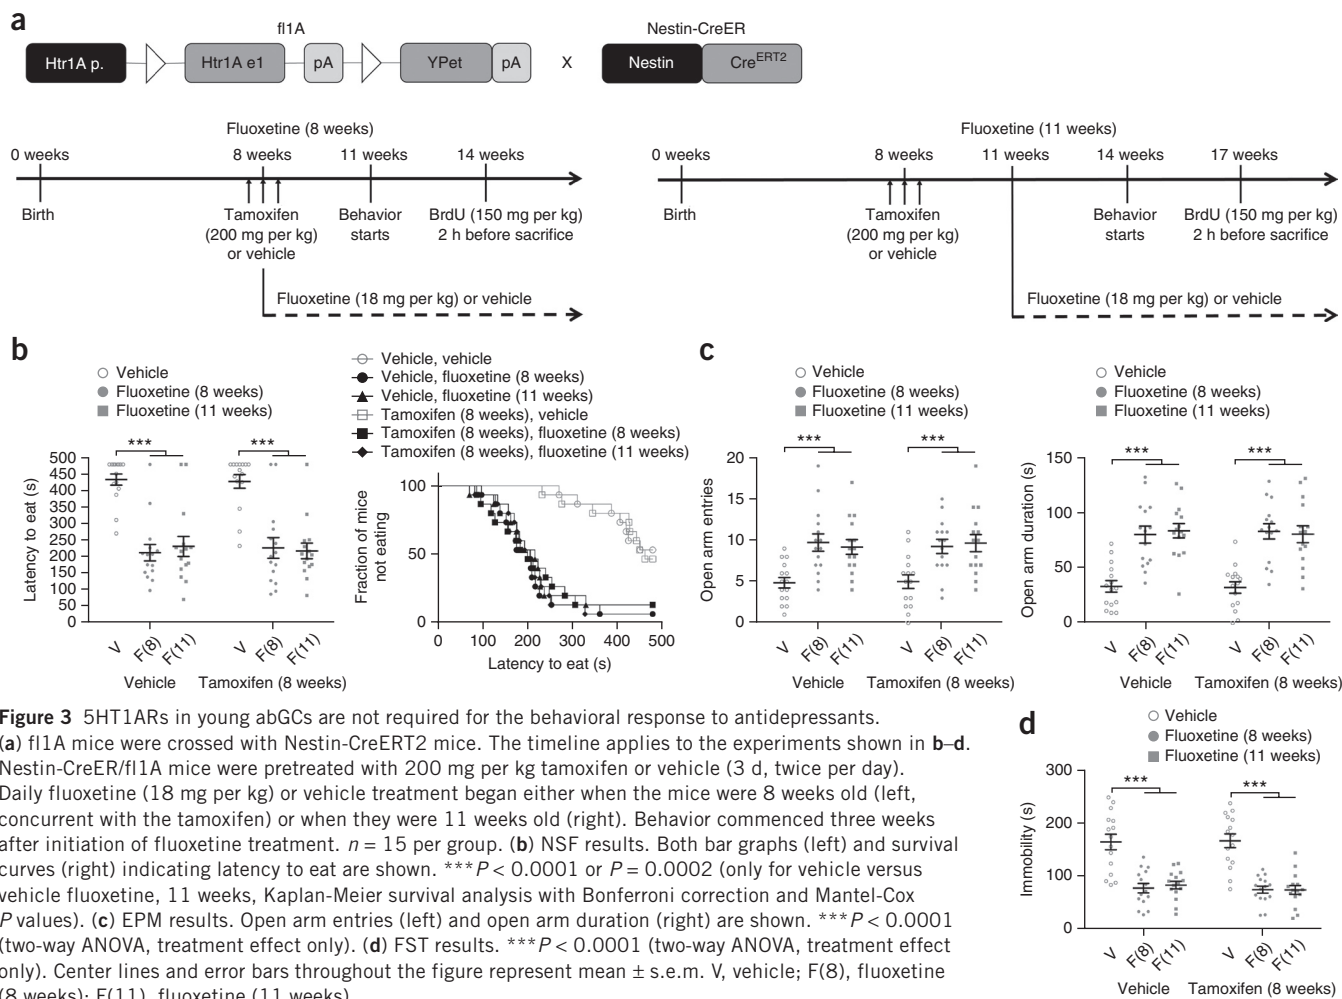 a
fl1A
Nestin-CreER
Htr1A p.
Htr1A e1
pA
YPet
pA
X
Nestin
CreERT2
Fluoxetine (8 weeks)
0 weeks
8 weeks
11 weeks
14 weeks
Birth
Tamoxifen
(200 mg per kg)
or vehicle
Behavior
starts
BrdU (150 mg per kg)
2 h before sacrifice
Fluoxetine (18 mg per kg) or vehicle
Fluoxetine (11 weeks)
0 weeks
8 weeks
11 weeks
14 weeks
17 weeks
Birth
Tamoxifen
(200 mg per kg)
or vehicle
Behavior
starts
BrdU (150 mg per kg)
2 h before sacrifice
Fluoxetine (18 mg per kg) or vehicle
b
Vehicle
Fluoxetine (8 weeks)
Fluoxetine (11 weeks)
***
***
500
450
400
350
300
250
200
150
100
50
0
Latency to eat (s)
V
F(8)
F(11)
V
F(8)
F(11)
Vehicle
Tamoxifen (8 weeks)
Vehicle, vehicle
Vehicle, fluoxetine (8 weeks)
Vehicle, fluoxetine (11 weeks)
Tamoxifen (8 weeks), vehicle
Tamoxifen (8 weeks), fluoxetine (8 weeks)
Tamoxifen (8 weeks), fluoxetine (11 weeks)
100
50
0
Fraction of mice
not eating
0
100
200
300
400
500
Latency to eat (s)
c
Vehicle
Fluoxetine (8 weeks)
Fluoxetine (11 weeks)
***
***
20
15
10
5
0
Open arm entries
V
F(8)
F(11)
V
F(8)
F(11)
Vehicle
Tamoxifen (8 weeks)
Vehicle
Fluoxetine (8 weeks)
Fluoxetine (11 weeks)
***
***
150
100
50
0
Open arm duration (s)
V
F(8)
F(11)
V
F(8)
F(11)
Vehicle
Tamoxifen (8 weeks)
Figure 3 5HT1ARs in young abGCs are not required for the behavioral response to antidepressants.
(a) fl1A mice were crossed with Nestin-CreERT2 mice. The timeline applies to the experiments shown in b–d.
Nestin-CreER/fl1A mice were pretreated with 200 mg per kg tamoxifen or vehicle (3 d, twice per day).
Daily fluoxetine (18 mg per kg) or vehicle treatment began either when the mice were 8 weeks old (left,
concurrent with the tamoxifen) or when they were 11 weeks old (right). Behavior commenced three weeks
after initiation of fluoxetine treatment. n = 15 per group. (b) NSF results. Both bar graphs (left) and survival
curves (right) indicating latency to eat are shown. ***P < 0.0001 or P = 0.0002 (only for vehicle versus
vehicle fluoxetine, 11 weeks, Kaplan-Meier survival analysis with Bonferroni correction and Mantel-Cox
P values). (c) EPM results. Open arm entries (left) and open arm duration (right) are shown. ***P < 0.0001
(two-way ANOVA, treatment effect only). (d) FST results. ***P < 0.0001 (two-way ANOVA, treatment effect
only). Center lines and error bars throughout the figure represent mean ± s.e.m. V, vehicle; F(8), fluoxetine
(8 weeks); F(11), fluoxetine (11 weeks).
d
Vehicle
Fluoxetine (8 weeks)
Fluoxetine (11 weeks)
***
***
300
200
100
0
Immobility (s)
V
F(8)
F(11)
V
F(8)
F(11)
Vehicle
Tamoxifen (8 weeks)